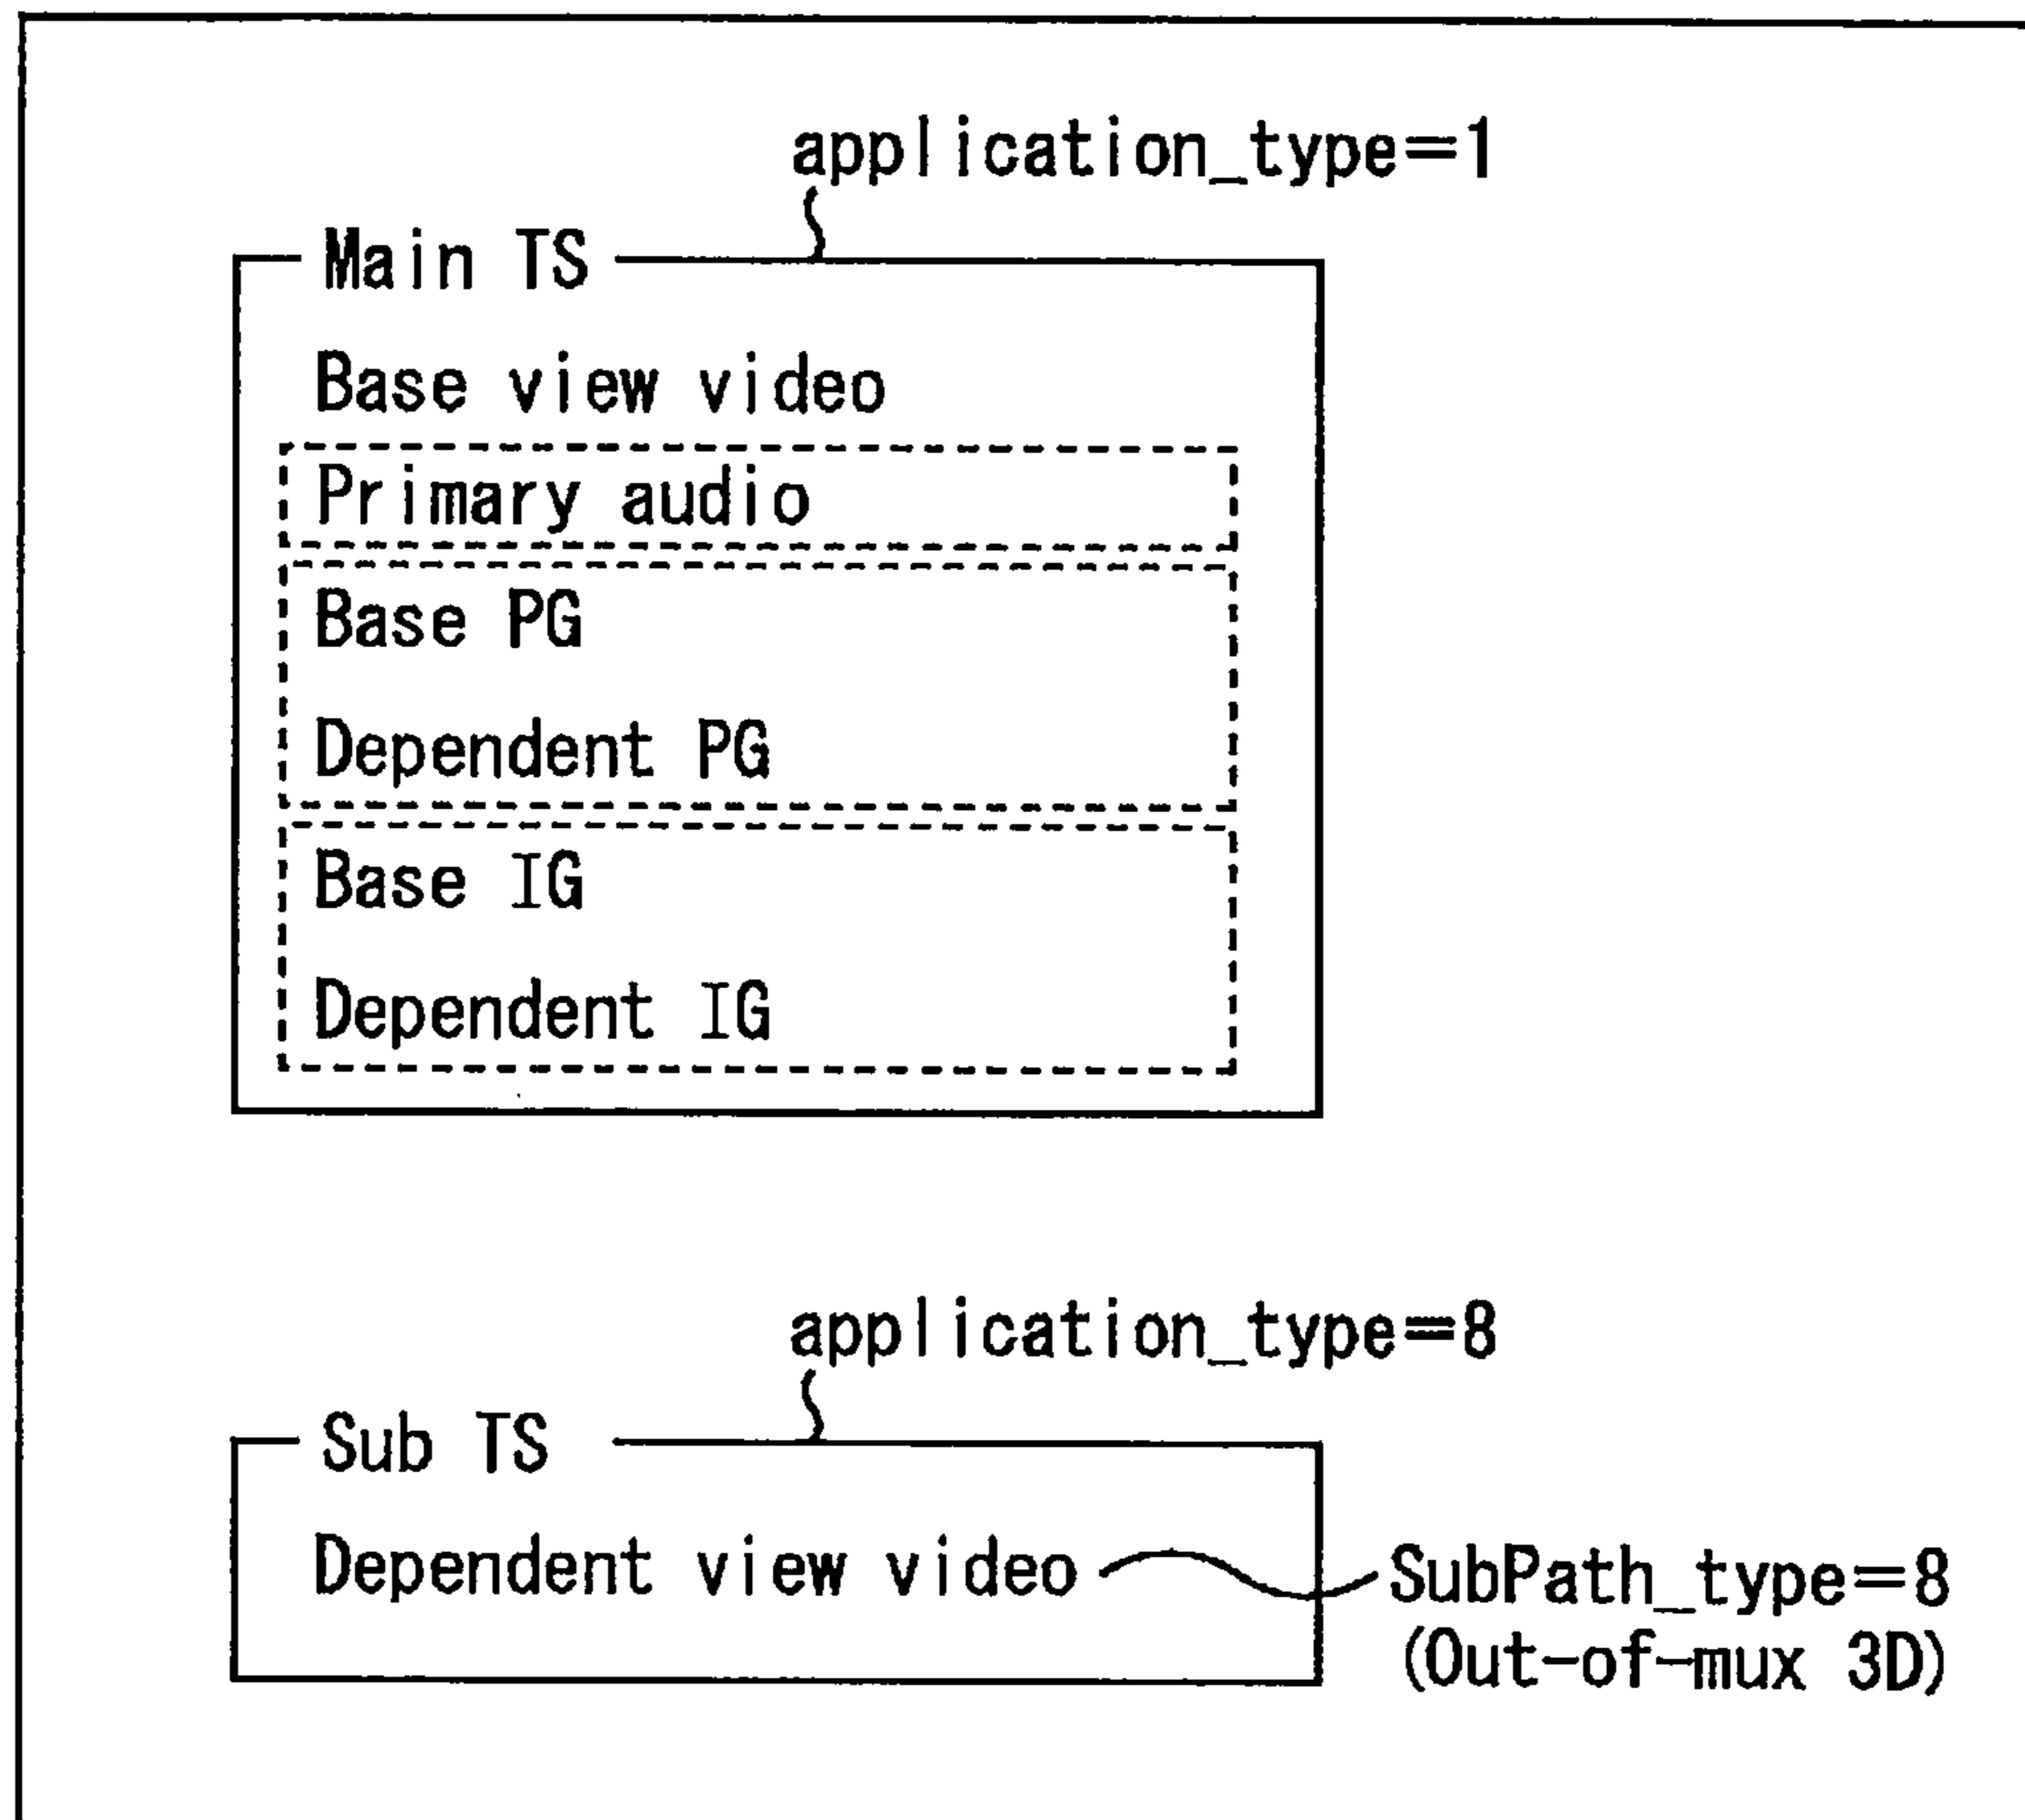 application_type=1
Main TS
Base view video
Primary audio
Base PG
Dependent PG
Base IG
Dependent IG
application_type=8
Sub TS
Dependent view video
SubPath_type=8
(Out-of-mux 3D)